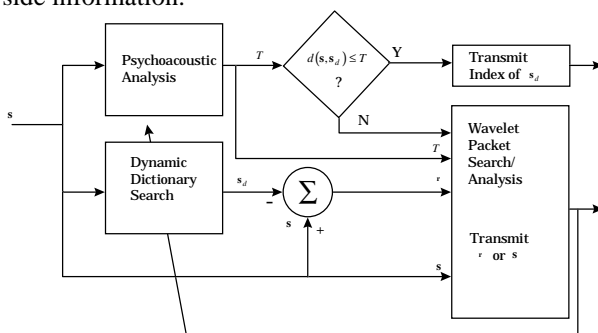 side information.
Psychoacoustic
Analysis
T
d(s,s_d) ≤ T
?
Y
Transmit
Index of s_d
N
s
Dynamic
Dictionary
Search
s_d
-
Σ
s
+
T
r
s
Wavelet
Packet
Search/
Analysis
Transmit
r or s